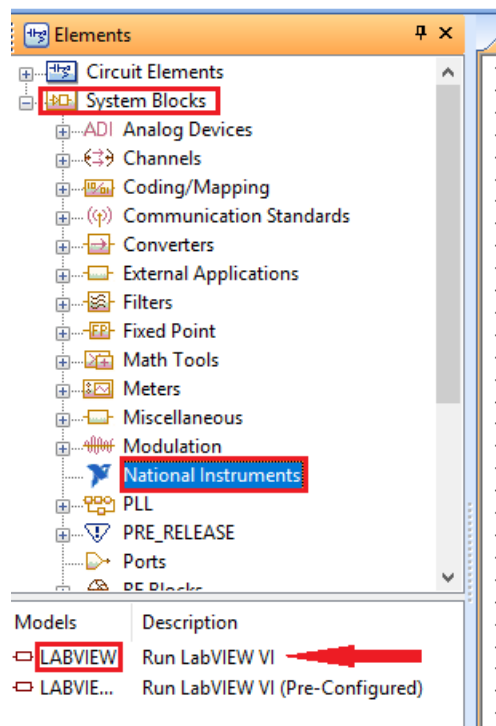 Elements
Circuit Elements
System Blocks
ADI Analog Devices
Channels
Coding/Mapping
Communication Standards
Converters
External Applications
Filters
Fixed Point
Math Tools
Meters
Miscellaneous
Modulation
National Instruments
PLL
PRE_RELEASE
Ports
RF Blocks
Models Description
LABVIEW Run LabVIEW VI
LABVIE... Run LabVIEW VI (Pre-Configured)